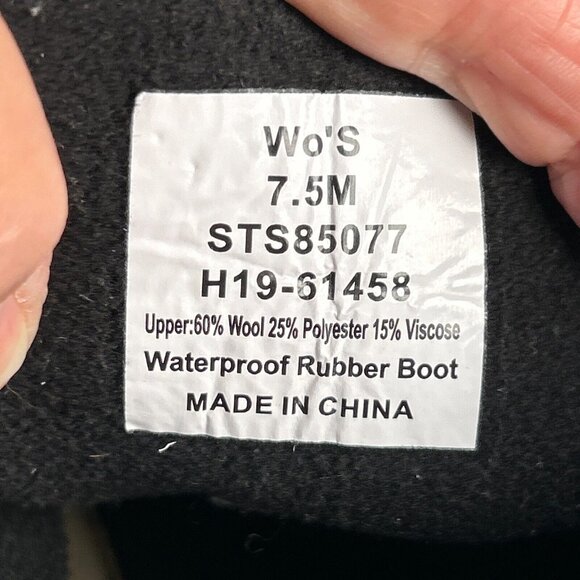 Wo'S
7.5M
STS85077
H19-61458
Upper:60% Wool 25% Polyester 15% Viscose
Waterproof Rubber Boot
MADE IN CHINA